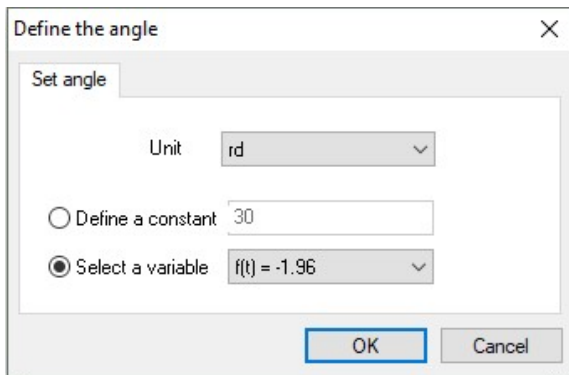 Define the angle
Set angle
Unit rd
Define a constant 30
Select a variable f(t) = -1.96
OK Cancel